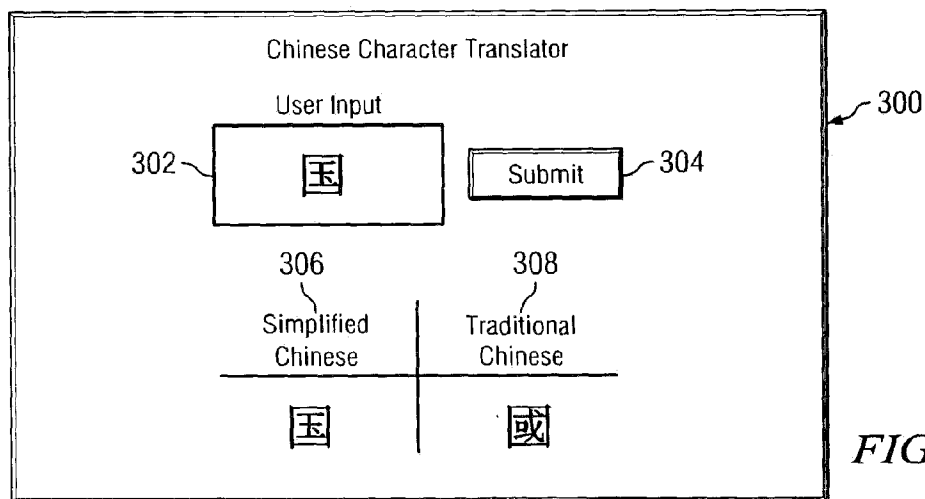 Chinese Character Translator
User Input
300
302
国
Submit
304
306
308
Simplified Chinese
Traditional Chinese
国
國
FIG